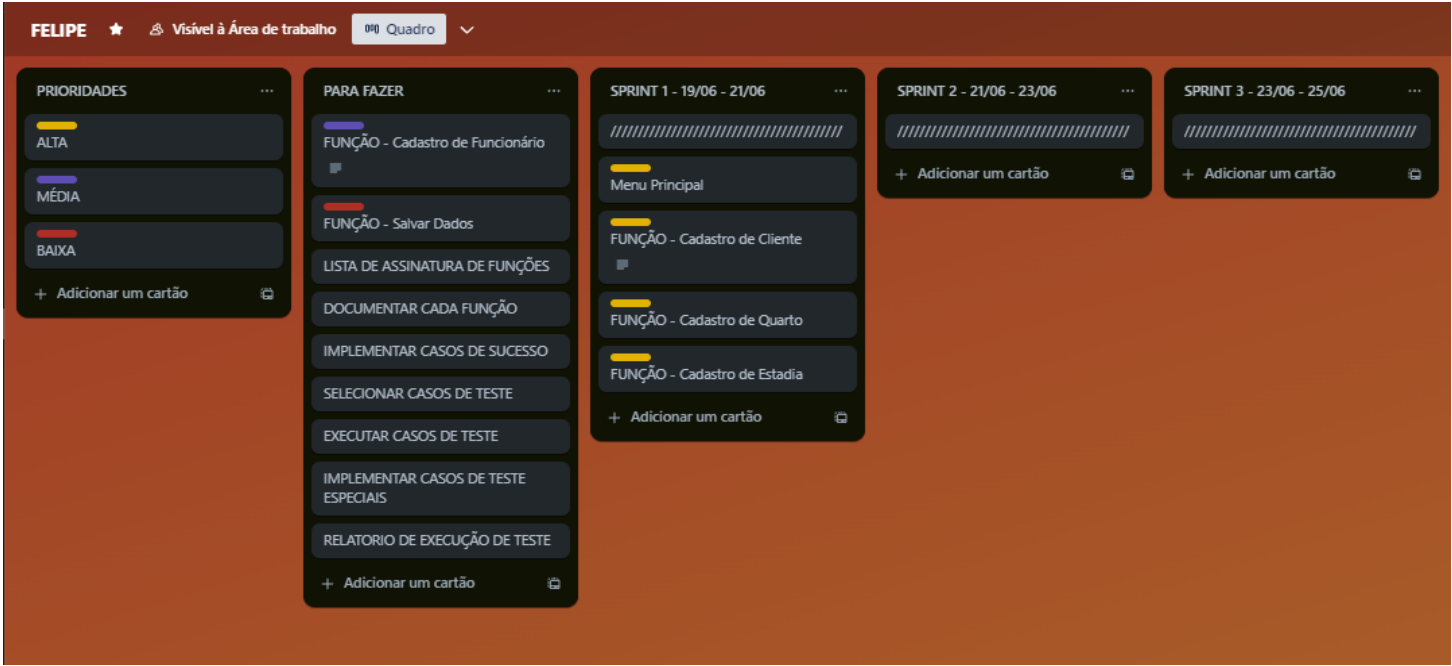 FELIPE Visível à Área de trabalho Quadro
PRIORIDADES
ALTA
MÉDIA
BAIXA
+ Adicionar um cartão
PARA FAZER
FUNÇÃO - Cadastro de Funcionário
FUNÇÃO - Salvar Dados
LISTA DE ASSINATURA DE FUNÇÕES
DOCUMENTAR CADA FUNÇÃO
IMPLEMENTAR CASOS DE SUCESSO
SELECIONAR CASOS DE TESTE
EXECUTAR CASOS DE TESTE
IMPLEMENTAR CASOS DE TESTE
ESPECIAIS
RELATORIO DE EXECUÇÃO DE TESTE
+ Adicionar um cartão
SPRINT 1 - 19/06 - 21/06
//////////////////////////////////////////
Menu Principal
FUNÇÃO - Cadastro de Cliente
FUNÇÃO - Cadastro de Quarto
FUNÇÃO - Cadastro de Estadia
+ Adicionar um cartão
SPRINT 2 - 21/06 - 23/06
//////////////////////////////////////////
+ Adicionar um cartão
SPRINT 3 - 23/06 - 25/06
//////////////////////////////////////////
+ Adicionar um cartão